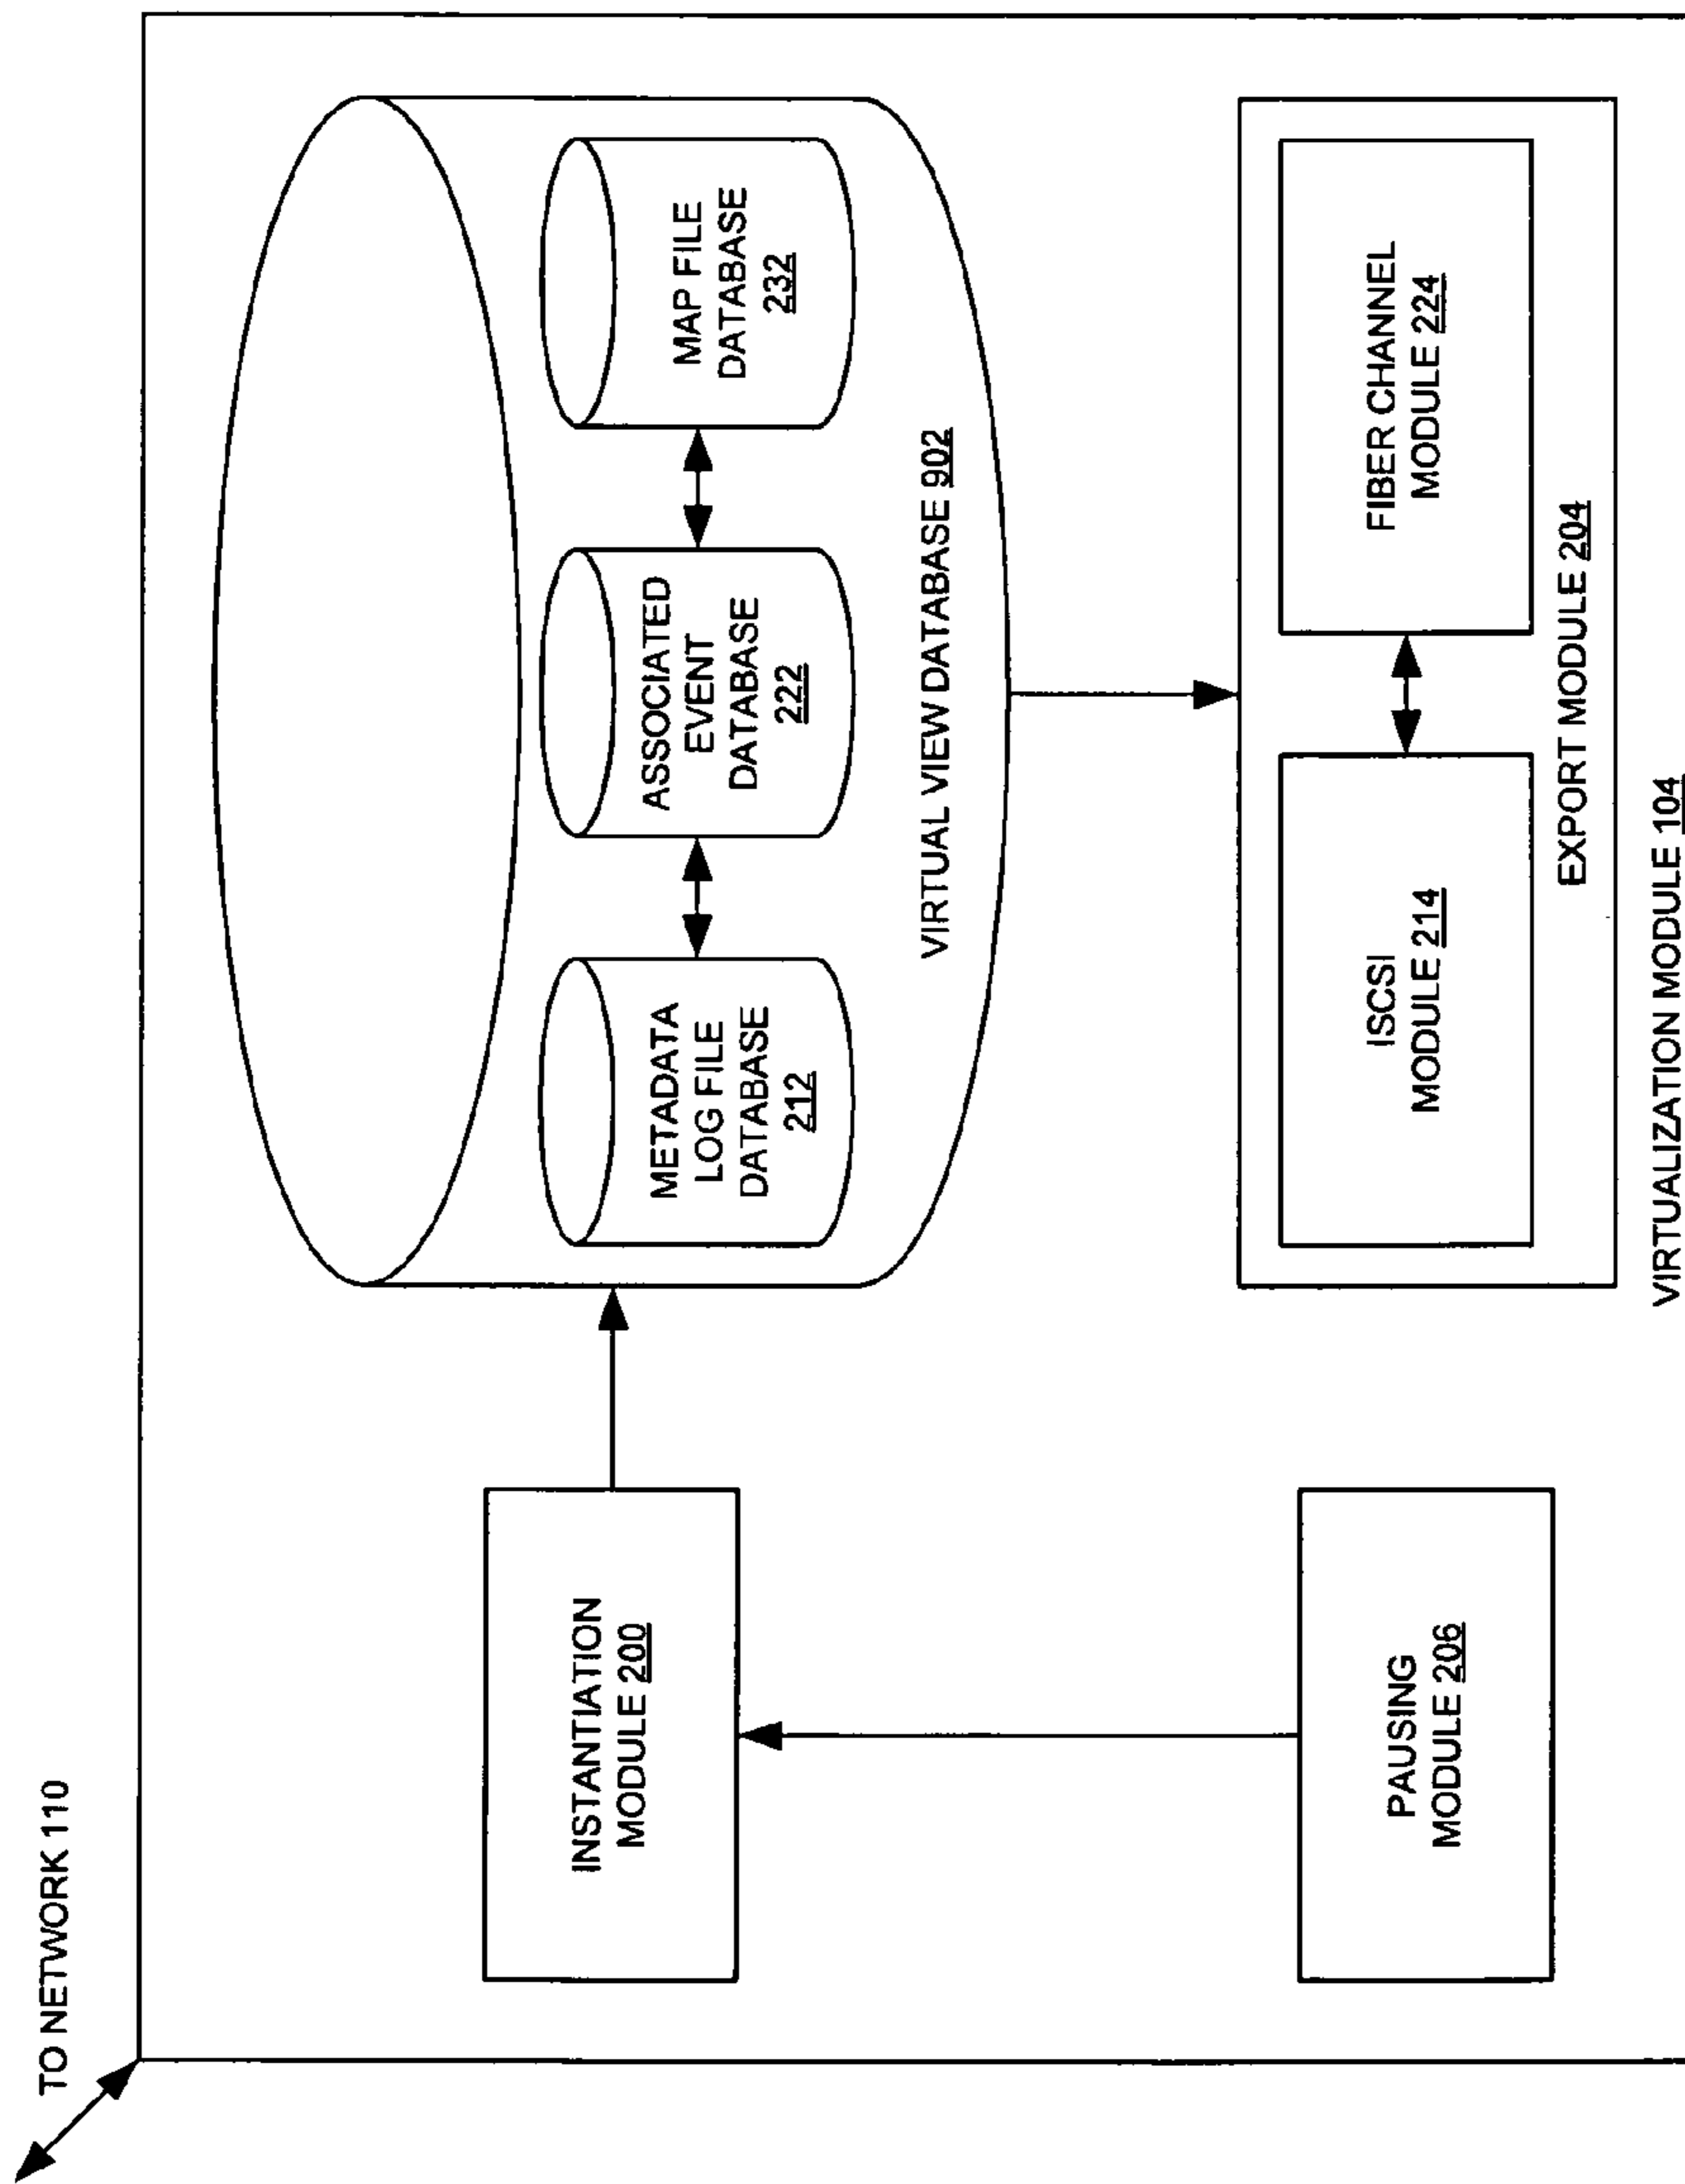 TO NETWORK 110
INSTANTIATION
MODULE 200
METADATA
LOG FILE
DATABASE
212
ASSOCIATED
EVENT
DATABASE
222
MAP FILE
DATABASE
232
VIRTUAL VIEW DATABASE 902
PAUSING
MODULE 206
ISCSI
MODULE 214
FIBER CHANNEL
MODULE 224
EXPORT MODULE 204
VIRTUALIZATION MODULE 104